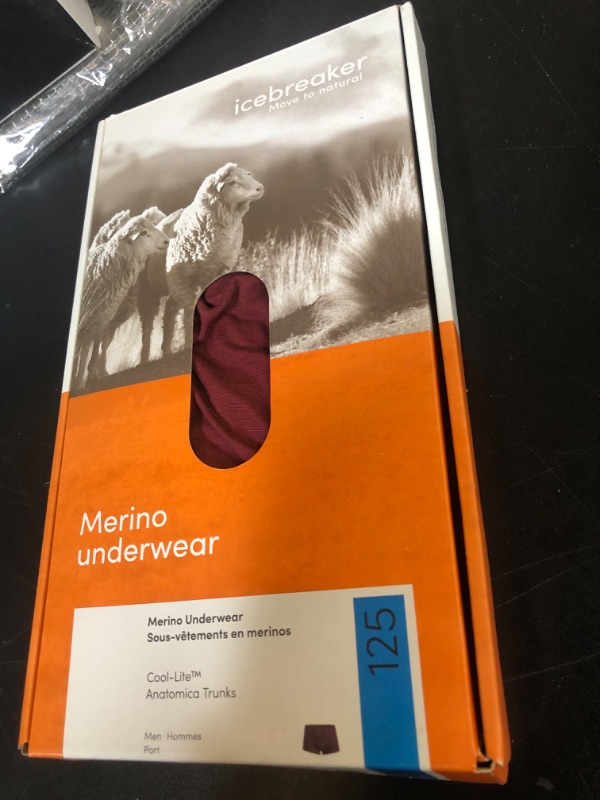 icebreaker
Move to natural
Merino
underwear
Merino Underwear
Sous-vêtements en merinos
Cool-Lite™
Anatomica Trunks
Men · Hommes
Port
125